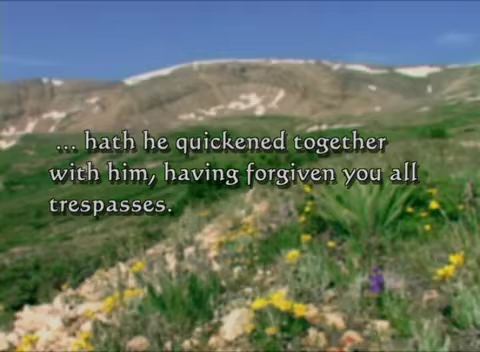 ... hath he quickened together
with him, having forgiven you all
trespasses.